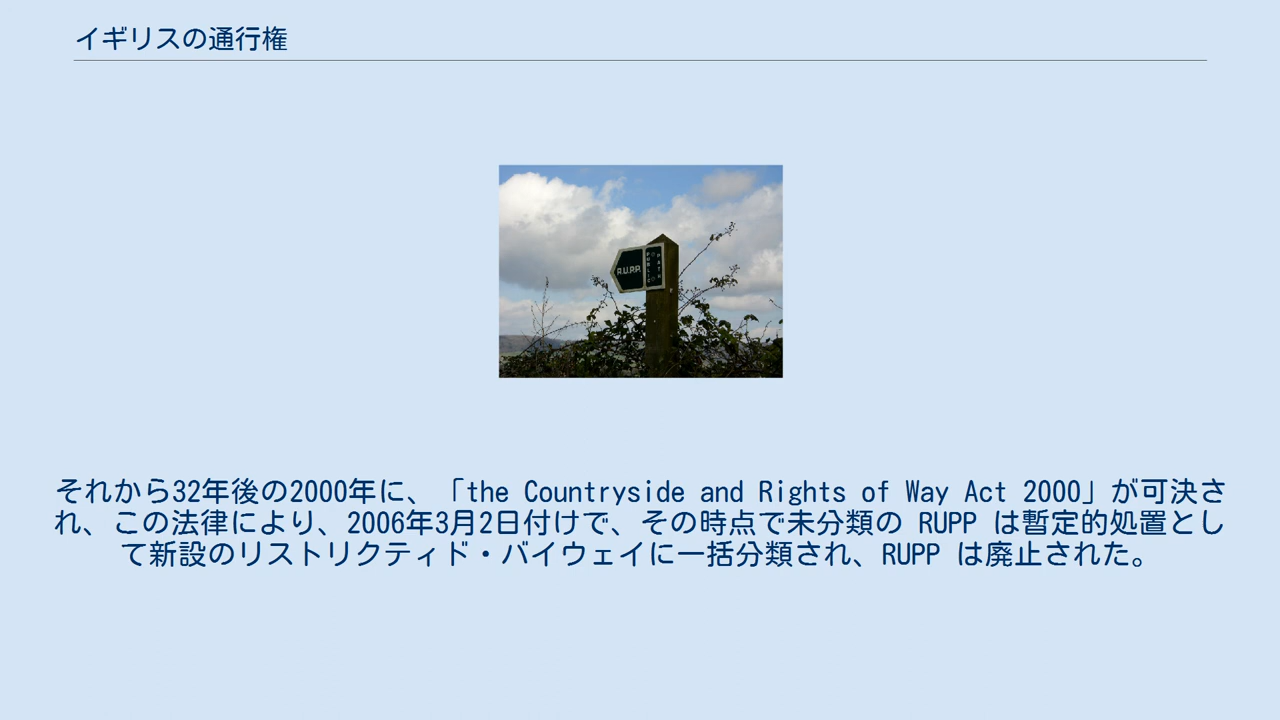 イギリスの通行権
R.U.P.P.
PUBLIC
PATH
それから32年後の2000年に、「the Countryside and Rights of Way Act 2000」が可決さ
れ、この法律により、2006年3月2日付けで、その時点で未分類の RUPP は暫定的処置とし
て新設のリストリクティド・バイウェイに一括分類され、RUPP は廃止された。